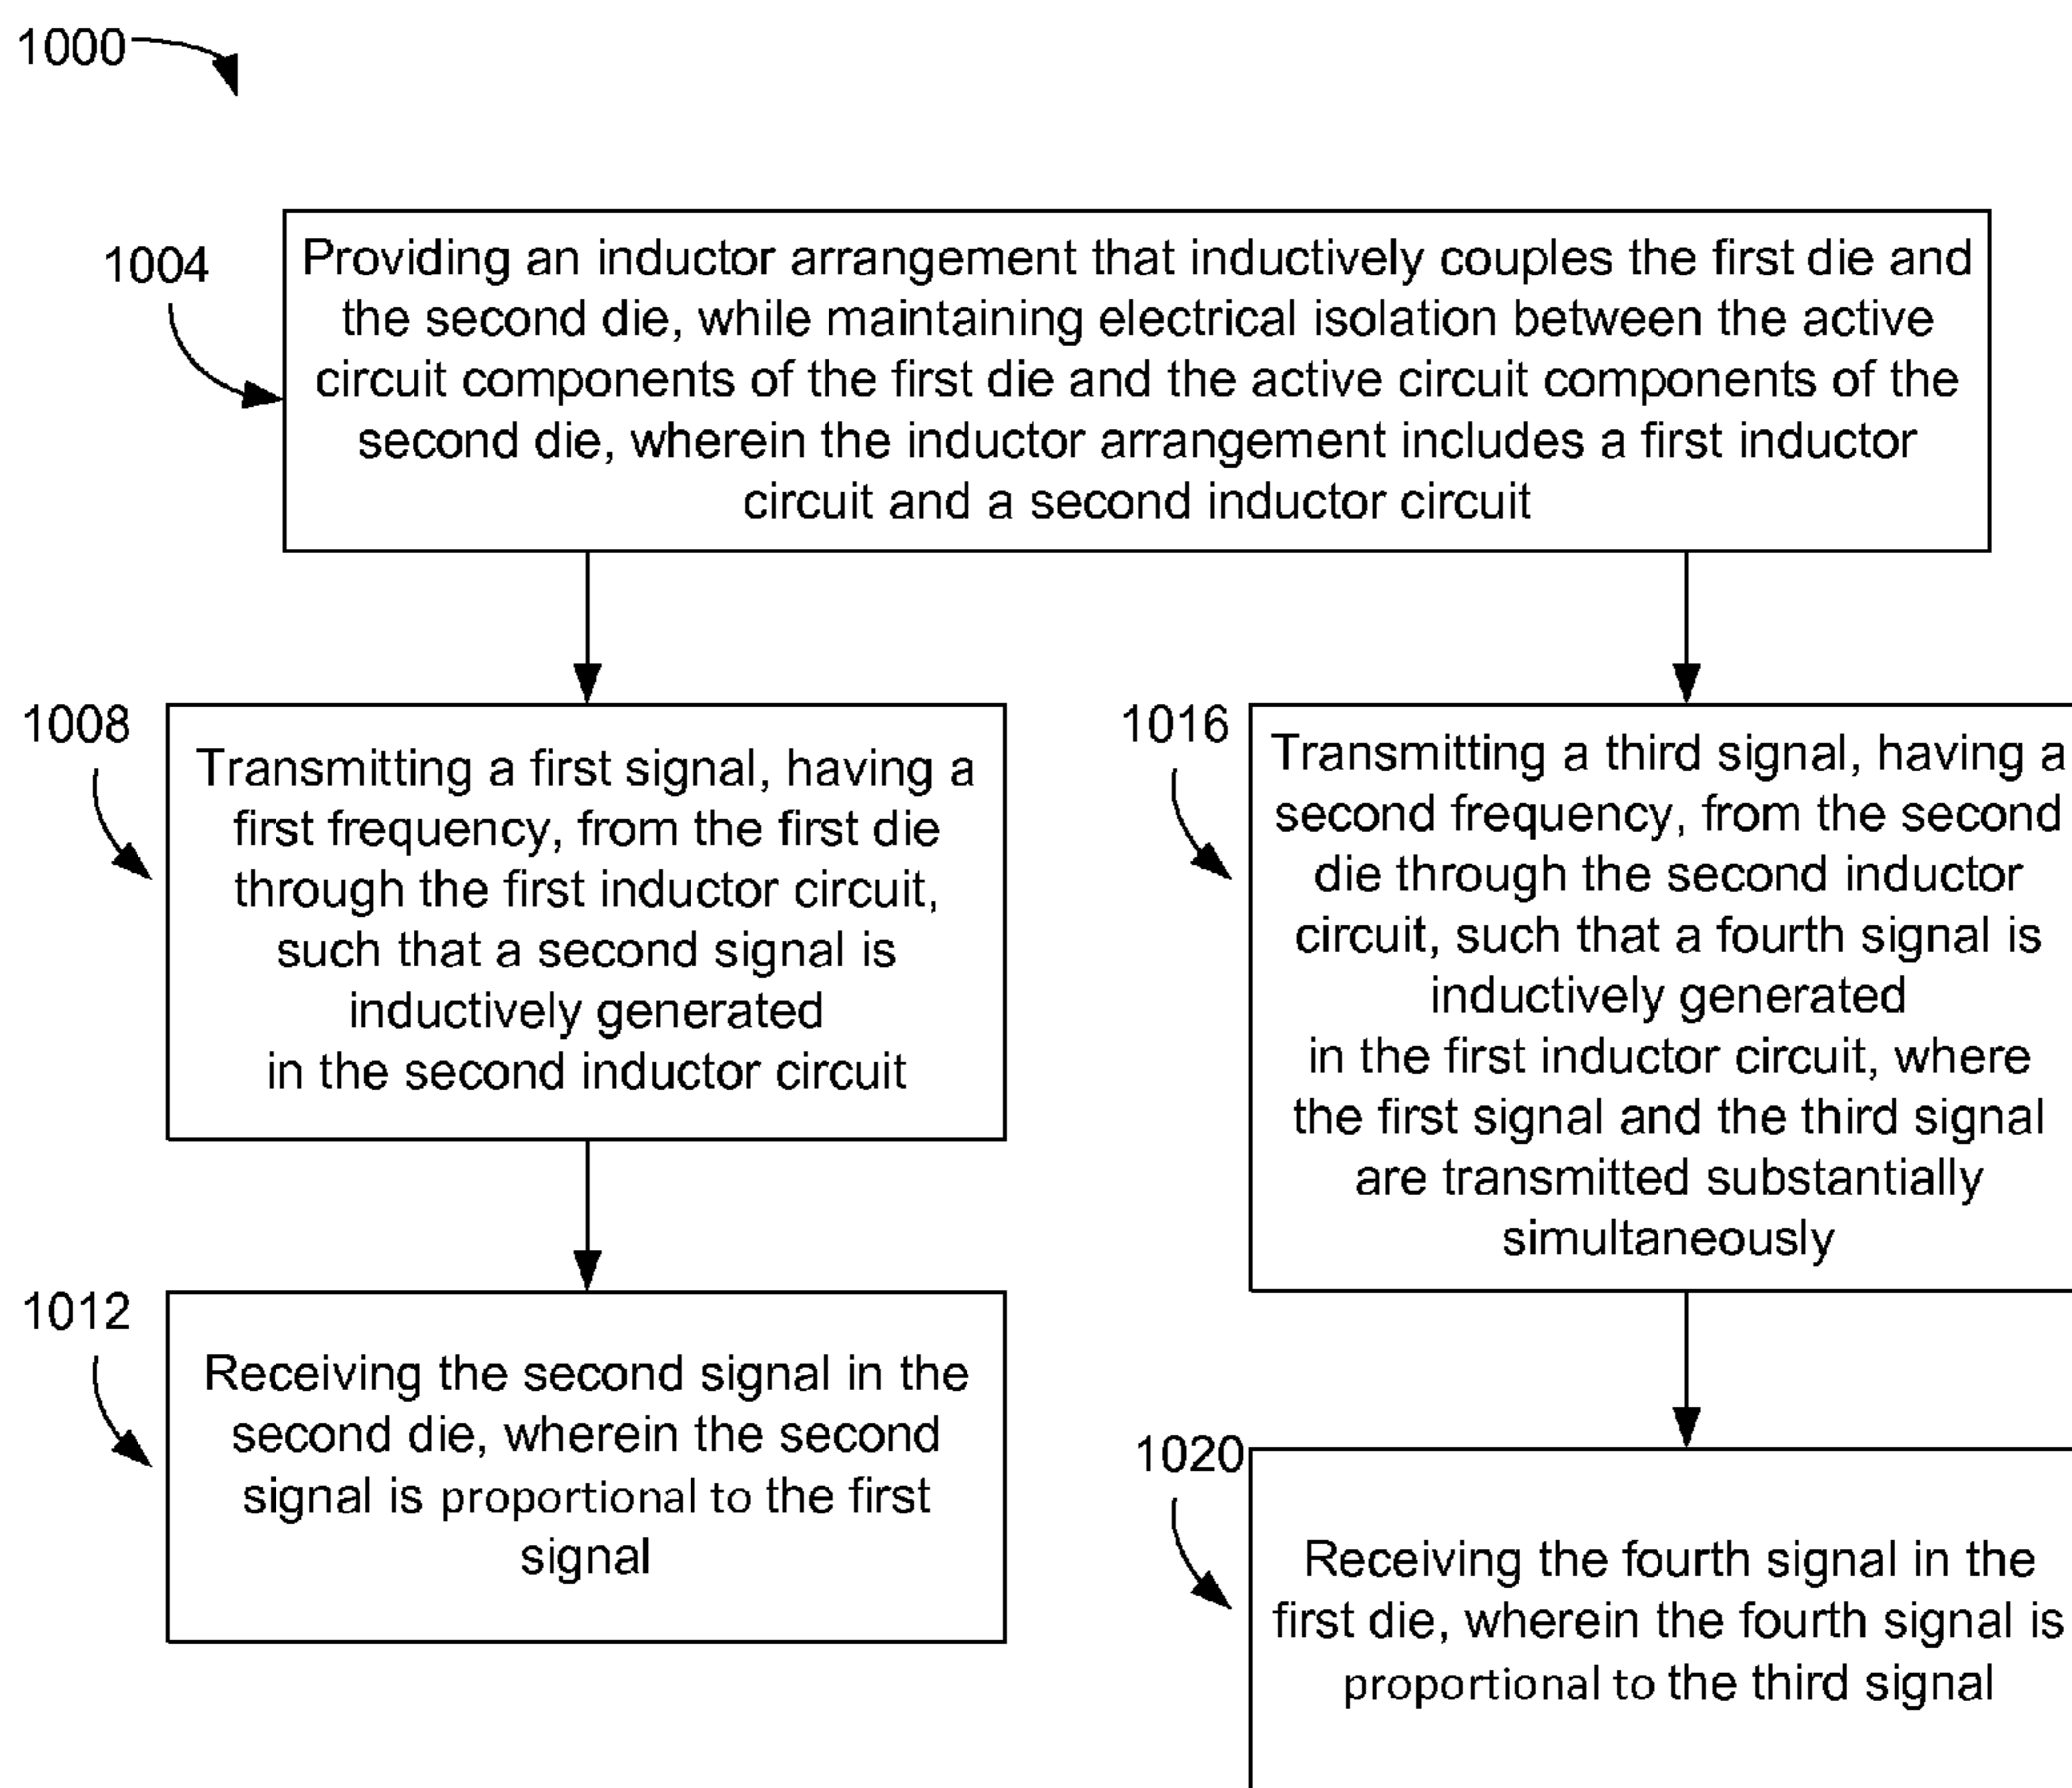 1000
1004
Providing an inductor arrangement that inductively couples the first die and
the second die, while maintaining electrical isolation between the active
circuit components of the first die and the active circuit components of the
second die, wherein the inductor arrangement includes a first inductor
circuit and a second inductor circuit
1008
Transmitting a first signal, having a
first frequency, from the first die
through the first inductor circuit,
such that a second signal is
inductively generated
in the second inductor circuit
1012
Receiving the second signal in the
second die, wherein the second
signal is proportional to the first
signal
1016
Transmitting a third signal, having a
second frequency, from the second
die through the second inductor
circuit, such that a fourth signal is
inductively generated
in the first inductor circuit, where
the first signal and the third signal
are transmitted substantially
simultaneously
1020
Receiving the fourth signal in the
first die, wherein the fourth signal is
proportional to the third signal